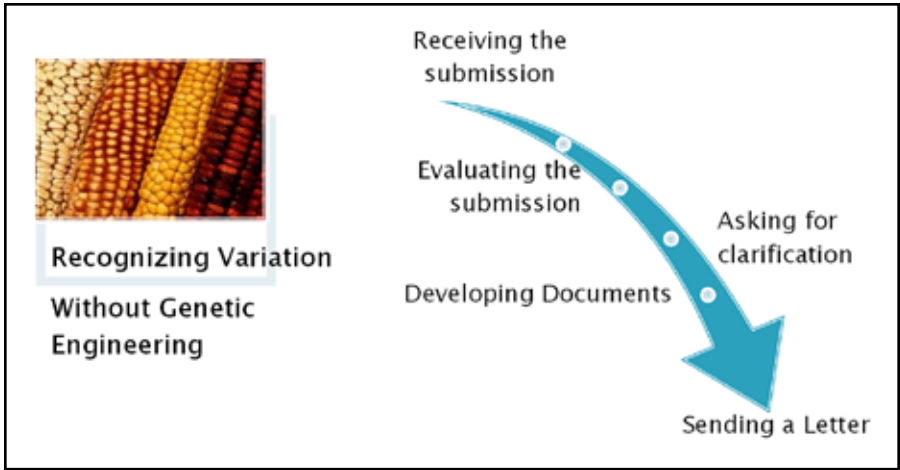 Recognizing Variation
Without Genetic
Engineering
Receiving the
submission
Evaluating the
submission
Asking for
clarification
Developing Documents
Sending a Letter